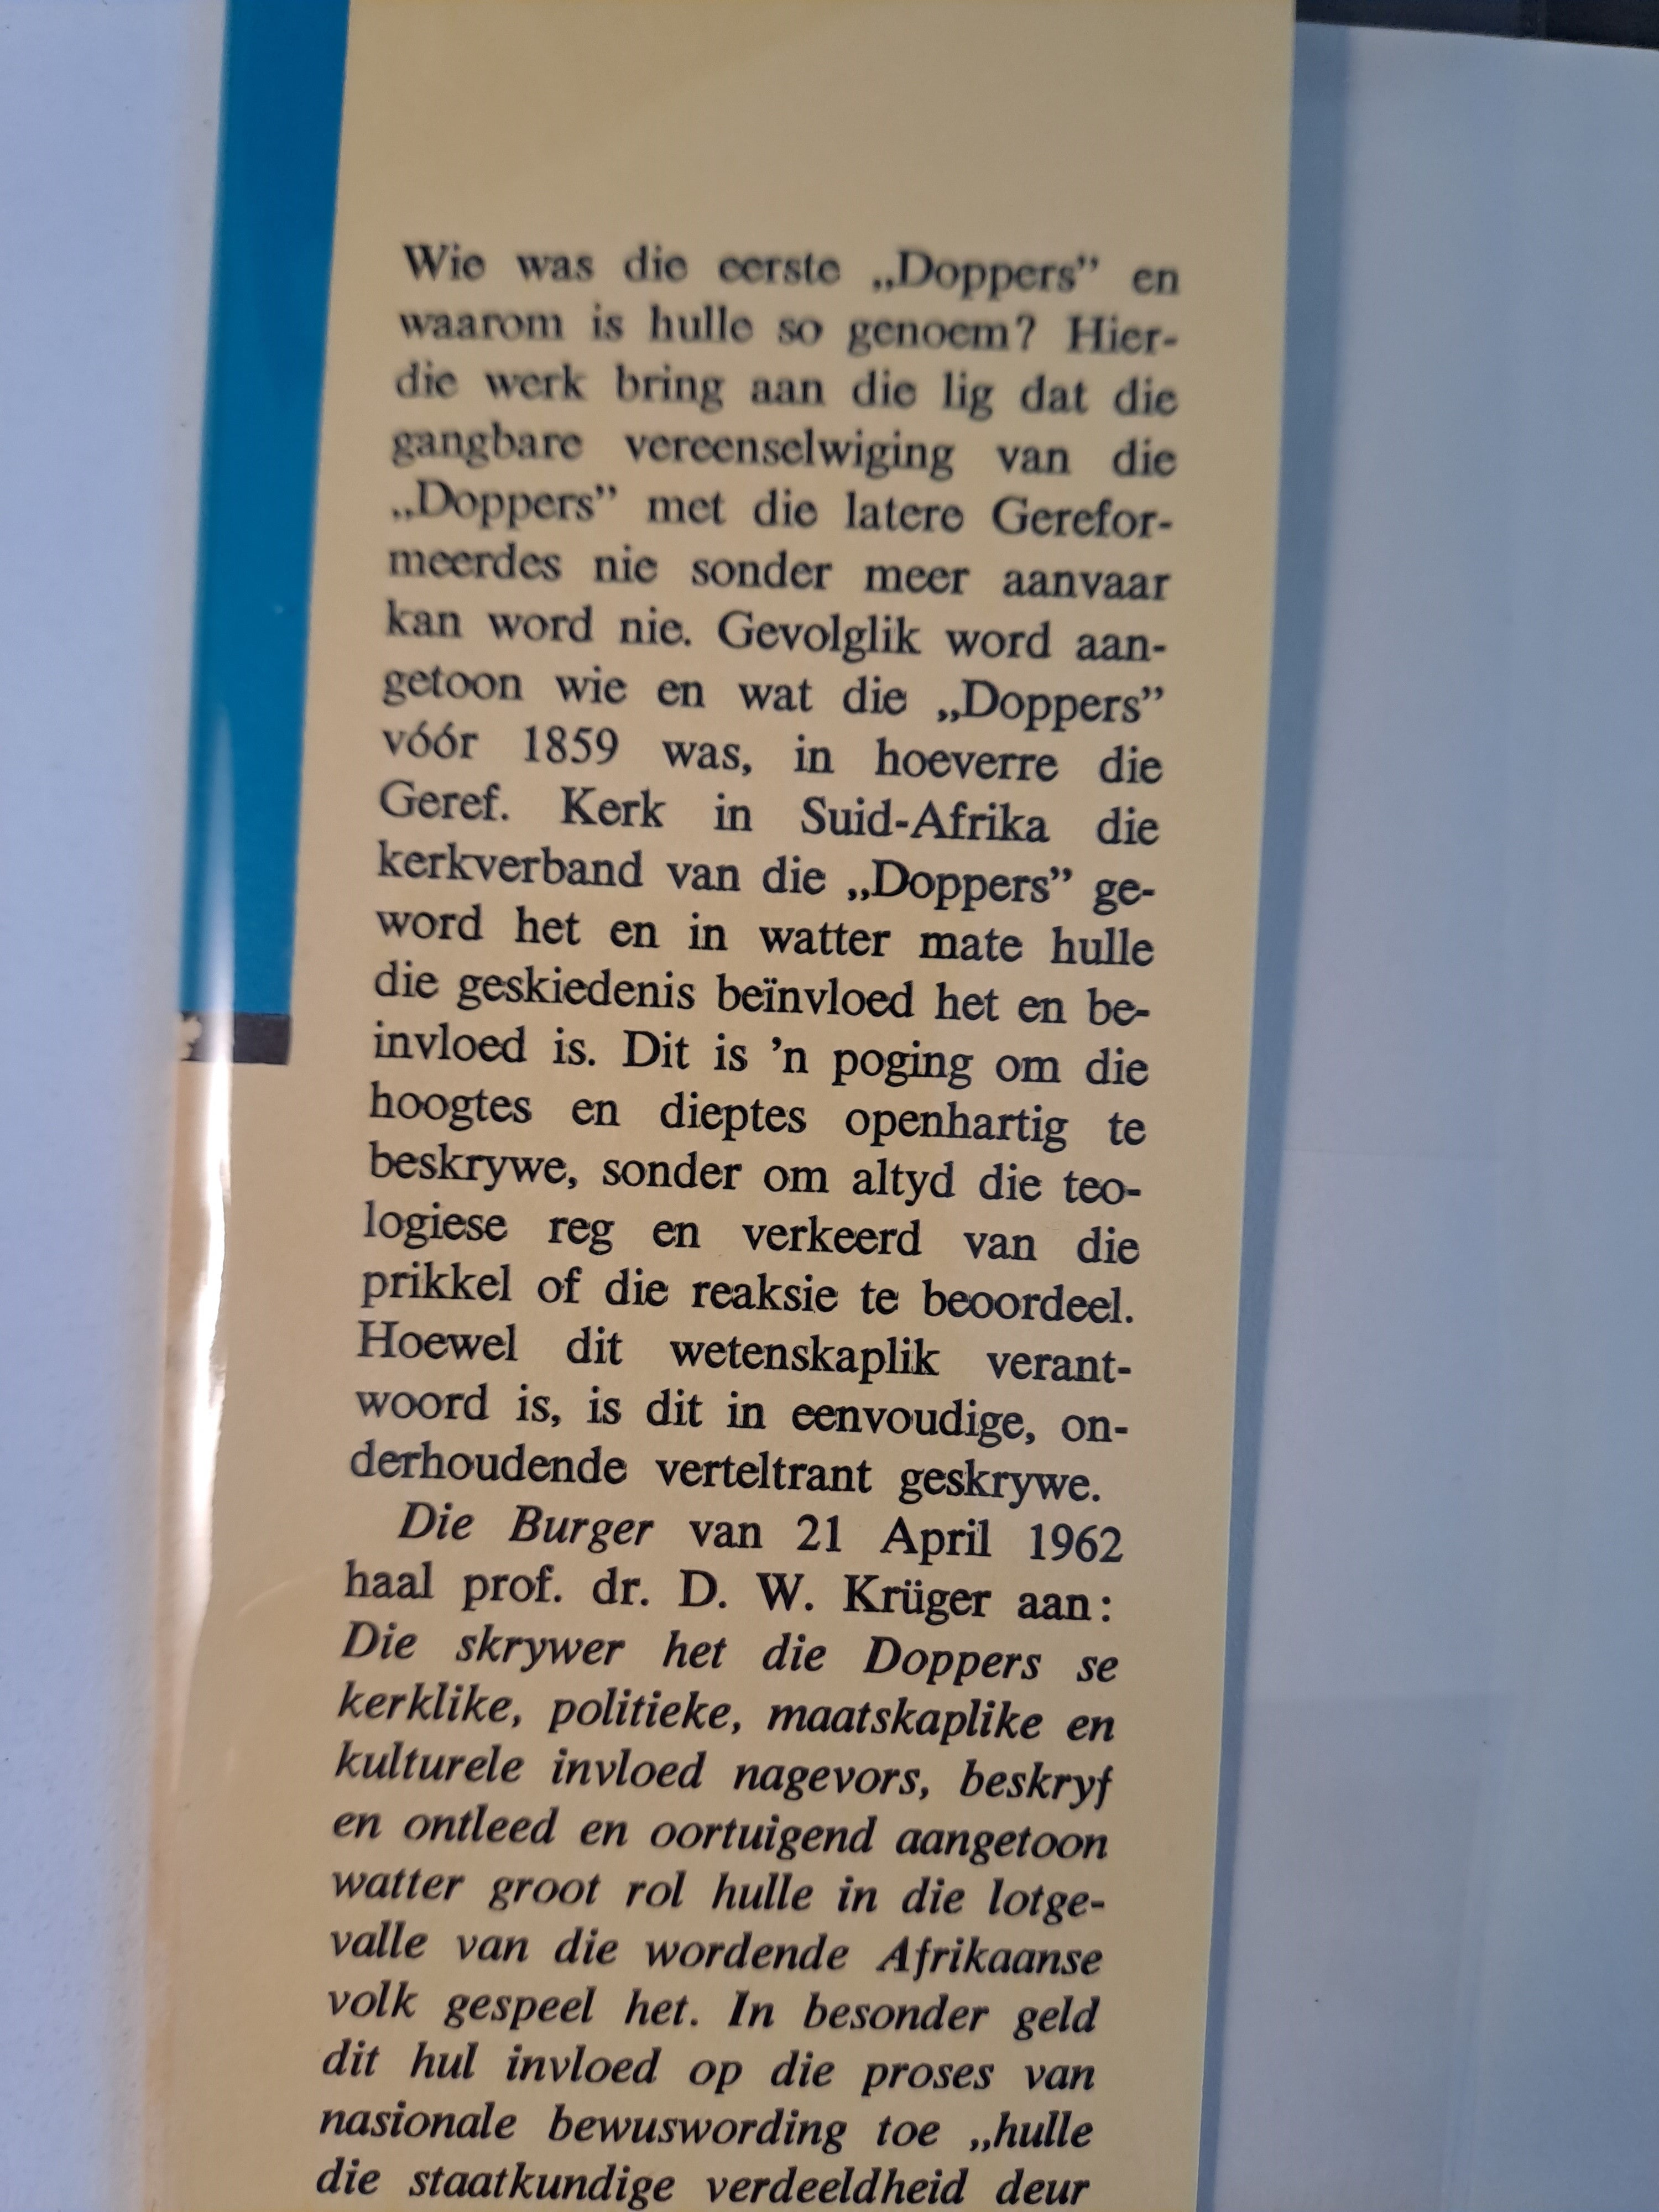 Wie was die eerste „Doppers” en
waarom is hulle so genoem? Hier-
die werk bring aan die lig dat die
gangbare vereenselwiging van die
„Doppers” met die latere Gerefor-
meerdes nie sonder meer aanvaar
kan word nie. Gevolglik word aan-
getoon wie en wat die „Doppers”
vóór 1859 was, in hoeverre die
Geref. Kerk in Suid-Afrika die
kerkverband van die „Doppers” ge-
word het en in watter mate hulle
die geskiedenis beïnvloed het en be-
invloed is. Dit is ’n poging om die
hoogtes en dieptes openhartig te
beskrywe, sonder om altyd die teo-
logiese reg en verkeerd van die
prikkel of die reaksie te beoordeel.
Hoewel dit wetenskaplik verant-
woord is, is dit in eenvoudige, on-
derhoudende verteltrant geskrywe.
Die Burger van 21 April 1962
haal prof. dr. D. W. Krüger aan:
Die skrywer het die Doppers se
kerklike, politieke, maatskaplike en
kulturele invloed nagevors, beskryf
en ontleed en oortuigend aangetoon
watter groot rol hulle in die lotge-
valle van die wordende Afrikaanse
volk gespeel het. In besonder geld
dit hul invloed op die proses van
nasionale bewuswording toe „hulle
die staatkundige verdeeldheid deur